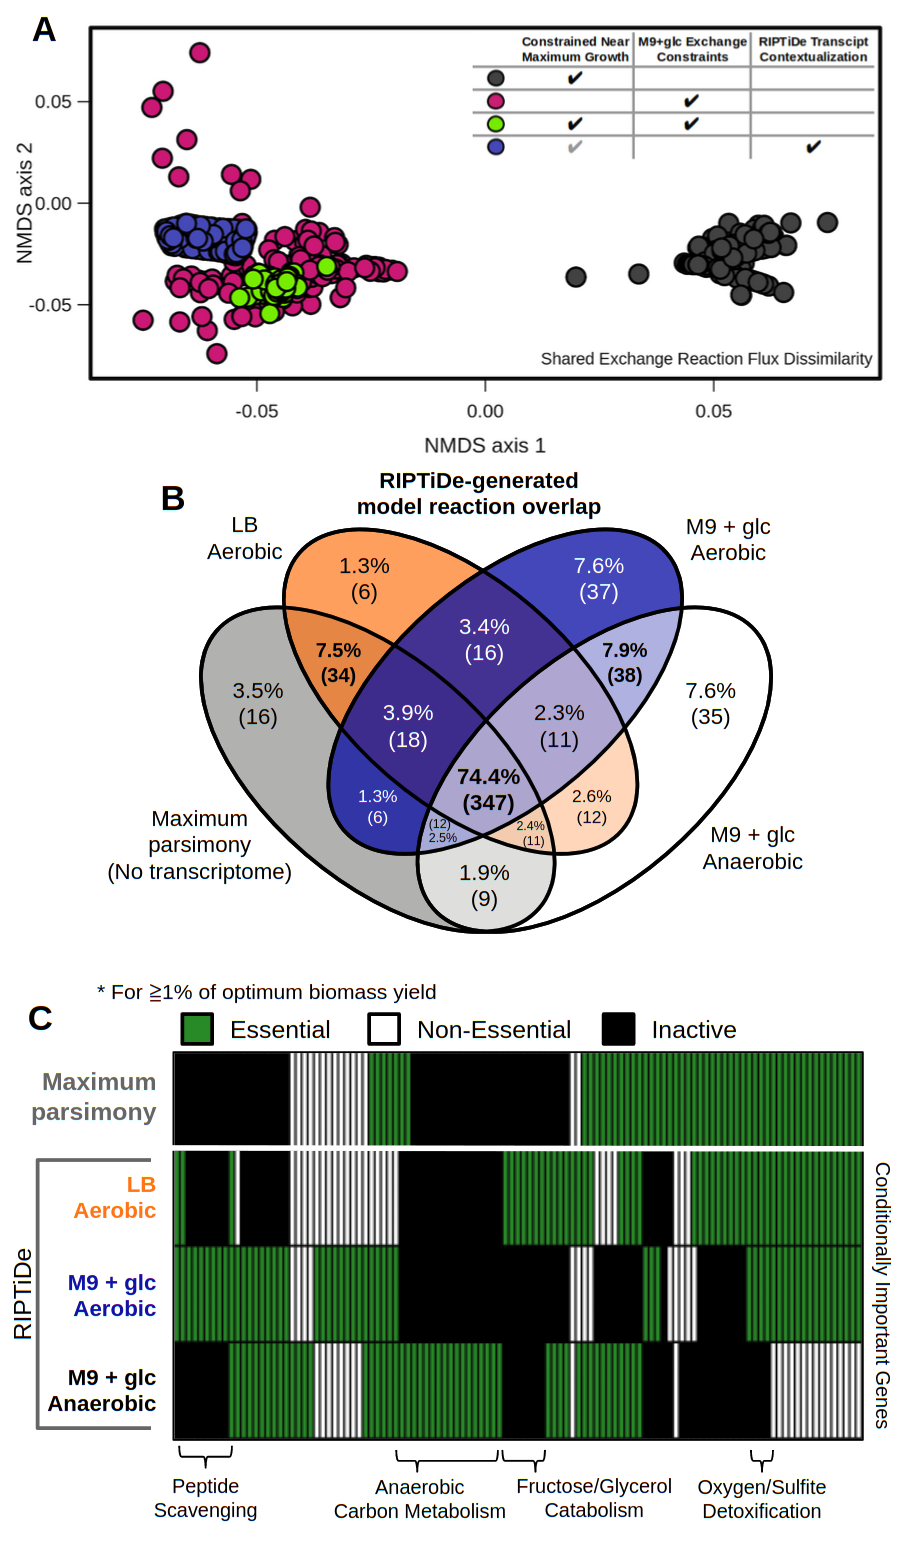 A
Constrained Near
Maximum Growth
M9+glc Exchange
Constraints
RIPTiDe Transcipt
Contextualization
✔
✔
✔ ✔
✔ ✔
0.05
0.00
-0.05
NMDS axis 2
Shared Exchange Reaction Flux Dissimilarity
-0.05 0.00 0.05
NMDS axis 1
B
RIPTiDe-generated
model reaction overlap
LB
Aerobic
M9 + glc
Aerobic
1.3%
(6)
7.6%
(37)
3.4%
(16)
7.5%
(34)
7.9%
(38)
3.5%
(16)
7.6%
(35)
3.9%
(18)
2.3%
(11)
74.4%
(347)
1.3%
(6)
2.6%
(12)
(12)
2.5%
2.4%
(11)
1.9%
(9)
Maximum
parsimony
(No transcriptome)
M9 + glc
Anaerobic
* For ≧1% of optimum biomass yield
C
Essential Non-Essential Inactive
Maximum
parsimony
RIPTiDe
LB
Aerobic
M9 + glc
Aerobic
M9 + glc
Anaerobic
Conditionally Important Genes
Peptide
Scavenging
Anaerobic
Carbon Metabolism
Fructose/Glycerol
Catabolism
Oxygen/Sulfite
Detoxification